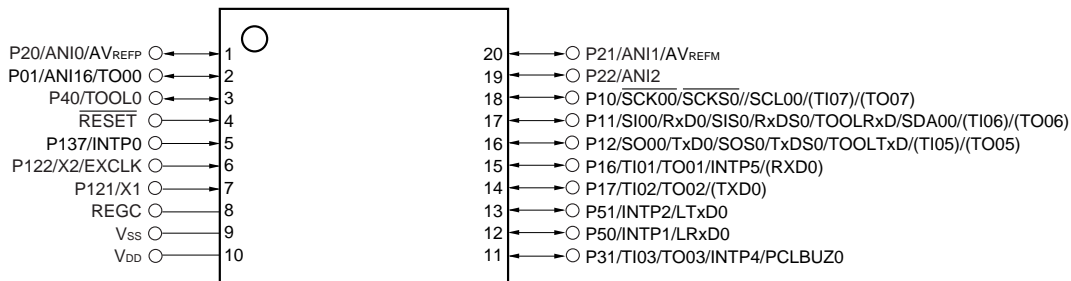 P20/ANI0/AVREFP 1
P01/ANI16/TO00 2
P40/TOOL0 3
RESET 4
P137/INTP0 5
P122/X2/EXCLK 6
P121/X1 7
REGC 8
VSS 9
VDD 10
20 P21/ANI1/AVREFM
19 P22/ANI2
18 P10/SCK00/SCKS0//SCL00/(TI07)/(TO07)
17 P11/SI00/RxD0/SIS0/RxDS0/TOOLRxD/SDA00/(TI06)/(TO06)
16 P12/SO00/TxD0/SOS0/TxDS0/TOOLTxD/(TI05)/(TO05)
15 P16/TI01/TO01/INTP5/(RXD0)
14 P17/TI02/TO02/(TXD0)
13 P51/INTP2/LTxD0
12 P50/INTP1/LRxD0
11 P31/TI03/TO03/INTP4/PCLBUZ0